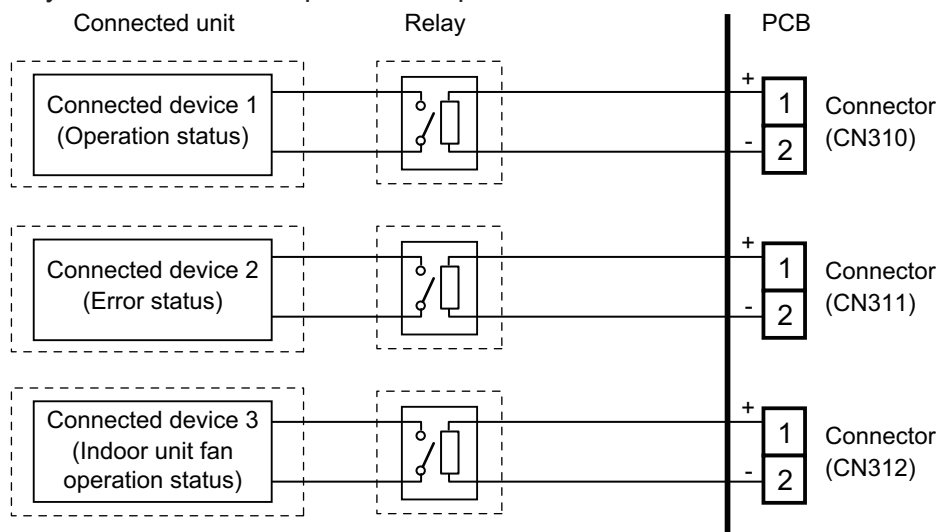 Connected unit
Relay
PCB
Connected device 1
(Operation status)
+
1
-
2
Connector
(CN310)
Connected device 2
(Error status)
+
1
-
2
Connector
(CN311)
Connected device 3
(Indoor unit fan
operation status)
+
1
-
2
Connector
(CN312)